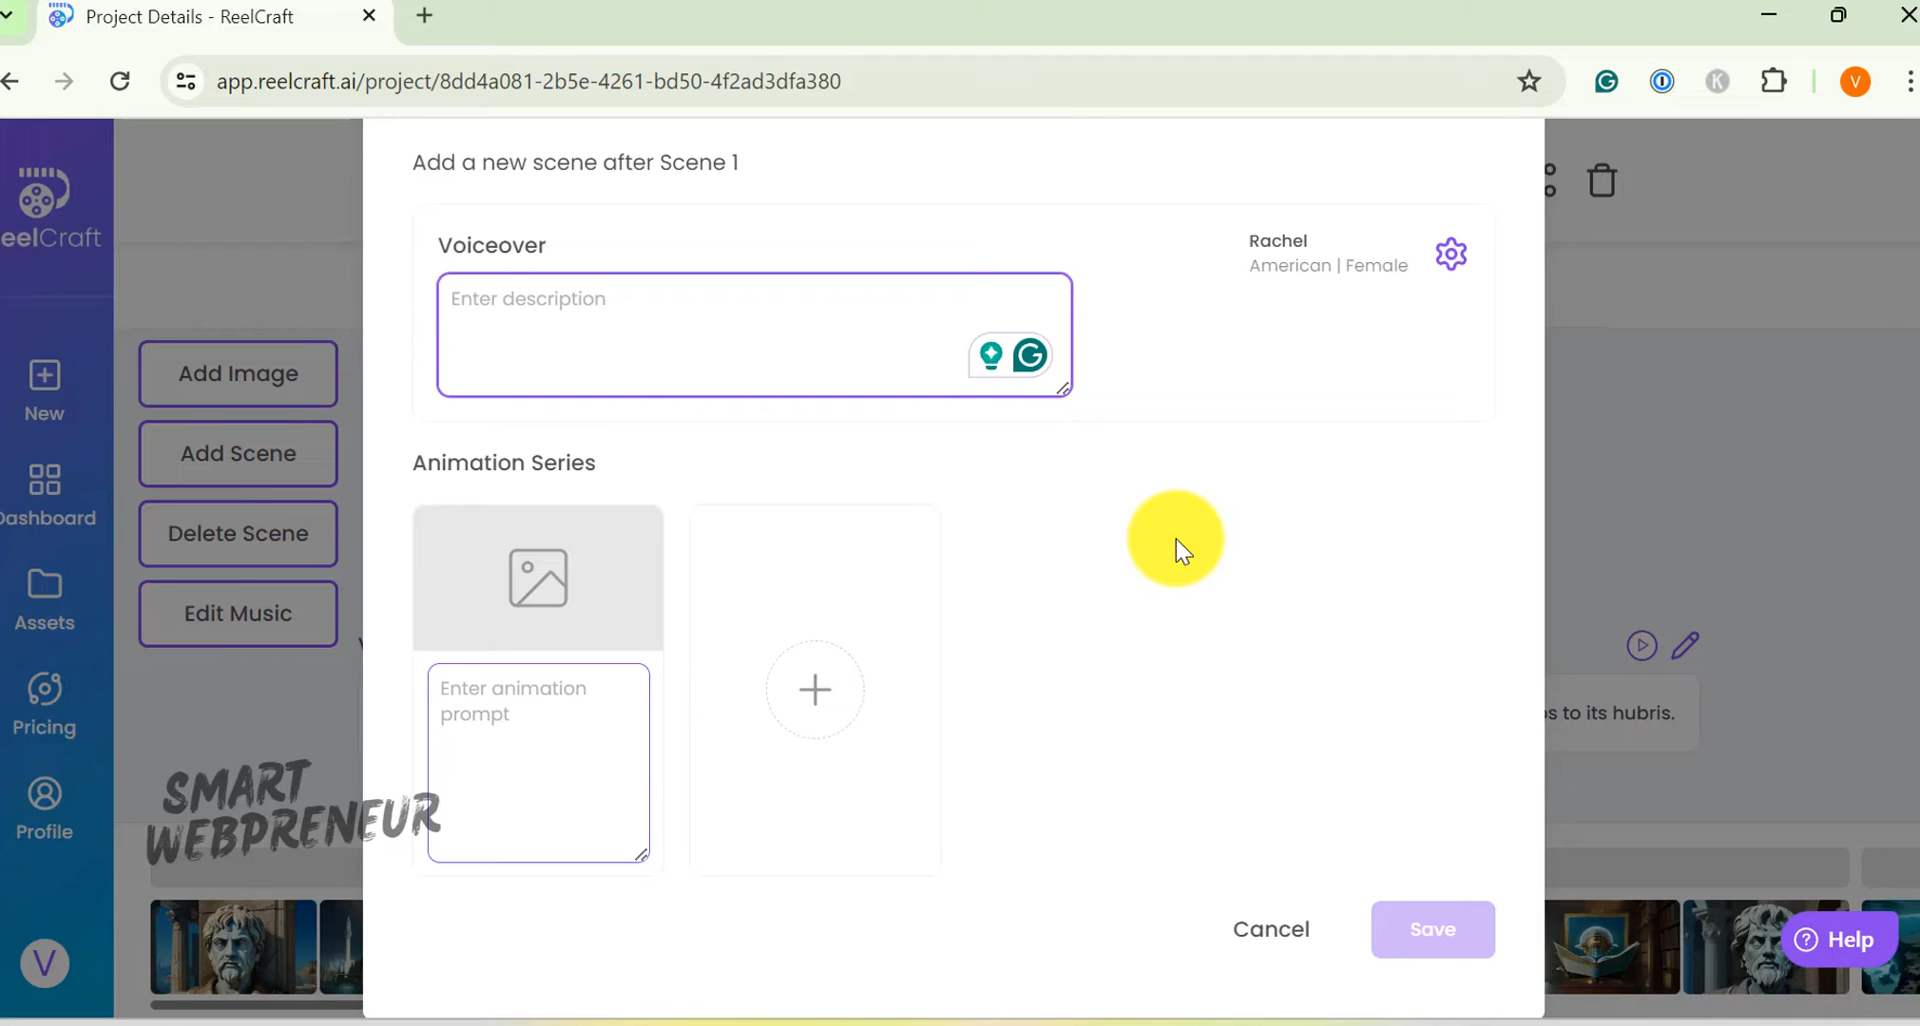 Project Details - ReelCraft
app.reelcraft.ai/project/8dd4a081-2b5e-4261-bd50-4f2ad3dfa380
V
eelCraft
New
Dashboard
Assets
Pricing
Profile
V
Add Image
Add Scene
Delete Scene
Edit Music
Add a new scene after Scene 1
Voiceover
Rachel
American | Female
Enter description
Animation Series
Enter animation
prompt
Cancel
Save
s to its hubris.
Help
SMART
WEBPRENEUR